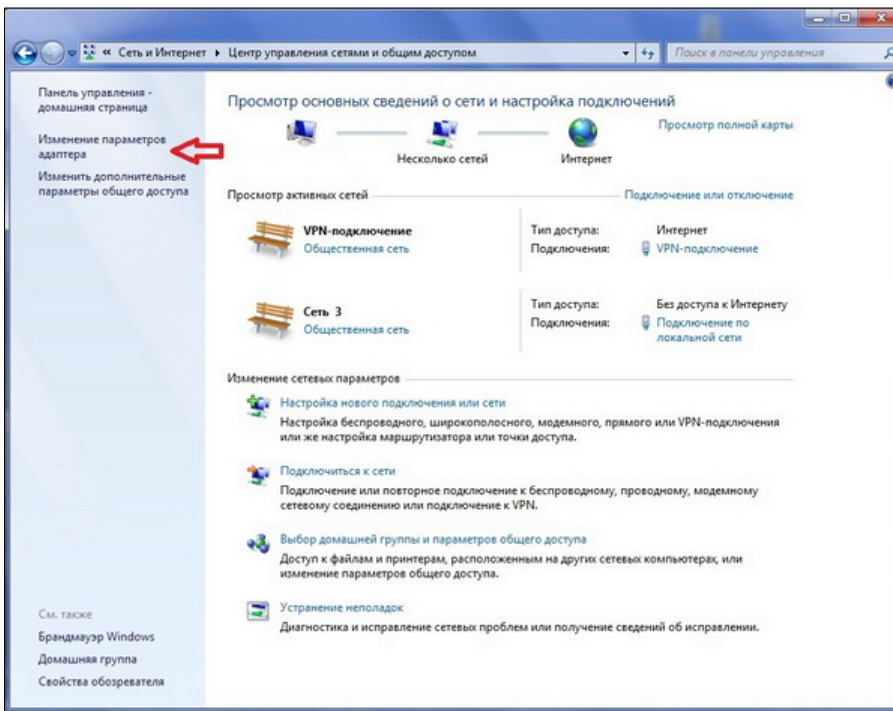 « Сеть и Интернет ▸ Центр управления сетями и общим доступом
Поиск в панели управления
Панель управления -
домашняя страница
Изменение параметров
адаптера
Изменить дополнительные
параметры общего доступа
См. также
Брандмауэр Windows
Домашняя группа
Свойства обозревателя
Просмотр основных сведений о сети и настройка подключений
Просмотр полной карты
Несколько сетей
Интернет
Просмотр активных сетей
Подключение или отключение
VPN-подключение
Общественная сеть
Тип доступа: Интернет
Подключения: VPN-подключение
Сеть 3
Общественная сеть
Тип доступа: Без доступа к Интернету
Подключения: Подключение по
локальной сети
Изменение сетевых параметров
Настройка нового подключения или сети
Настройка беспроводного, широкополосного, модемного, прямого или VPN-подключения
или же настройка маршрутизатора или точки доступа.
Подключиться к сети
Подключение или повторное подключение к беспроводному, проводному, модемному
сетевому соединению или подключение к VPN.
Выбор домашней группы и параметров общего доступа
Доступ к файлам и принтерам, расположенным на других сетевых компьютерах, или
изменение параметров общего доступа.
Устранение неполадок
Диагностика и исправление сетевых проблем или получение сведений об исправлении.